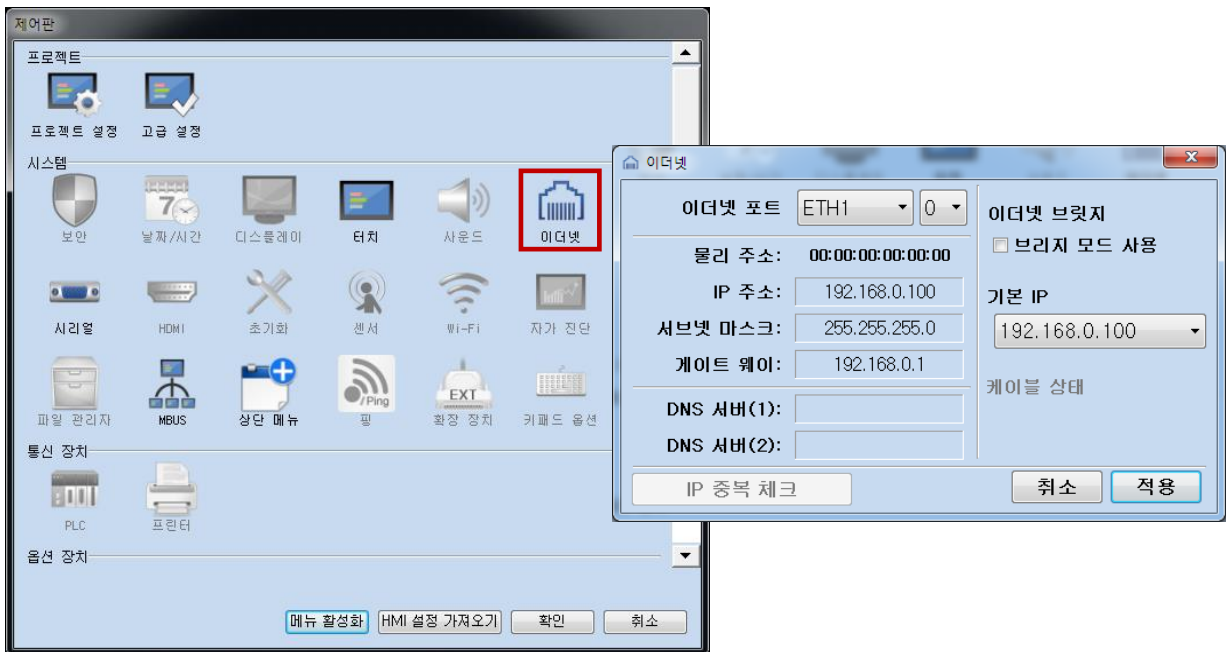 제어판
프로젝트
프로젝트 설정 고급 설정
시스템
7
보안 날짜/시간 디스플레이 터치 사운드 이더넷
시리얼 HDMI 초기화 센서 Wi-Fi 자가 진단
/Ping EXT
파일 관리자 MBUS 상단 메뉴 핑 확장 장치 키패드 옵션
통신 장치
PLC 프린터
옵션 장치
메뉴 활성화 HMI 설정 가져오기 확인 취소
이더넷
이더넷 포트 ETH1 0
물리 주소: 00:00:00:00:00:00
IP 주소: 192.168.0.100
서브넷 마스크: 255.255.255.0
게이트 웨이: 192.168.0.1
DNS 서버(1):
DNS 서버(2):
IP 중복 체크
이더넷 브릿지
브리지 모드 사용
기본 IP
192.168.0.100
케이블 상태
취소 적용